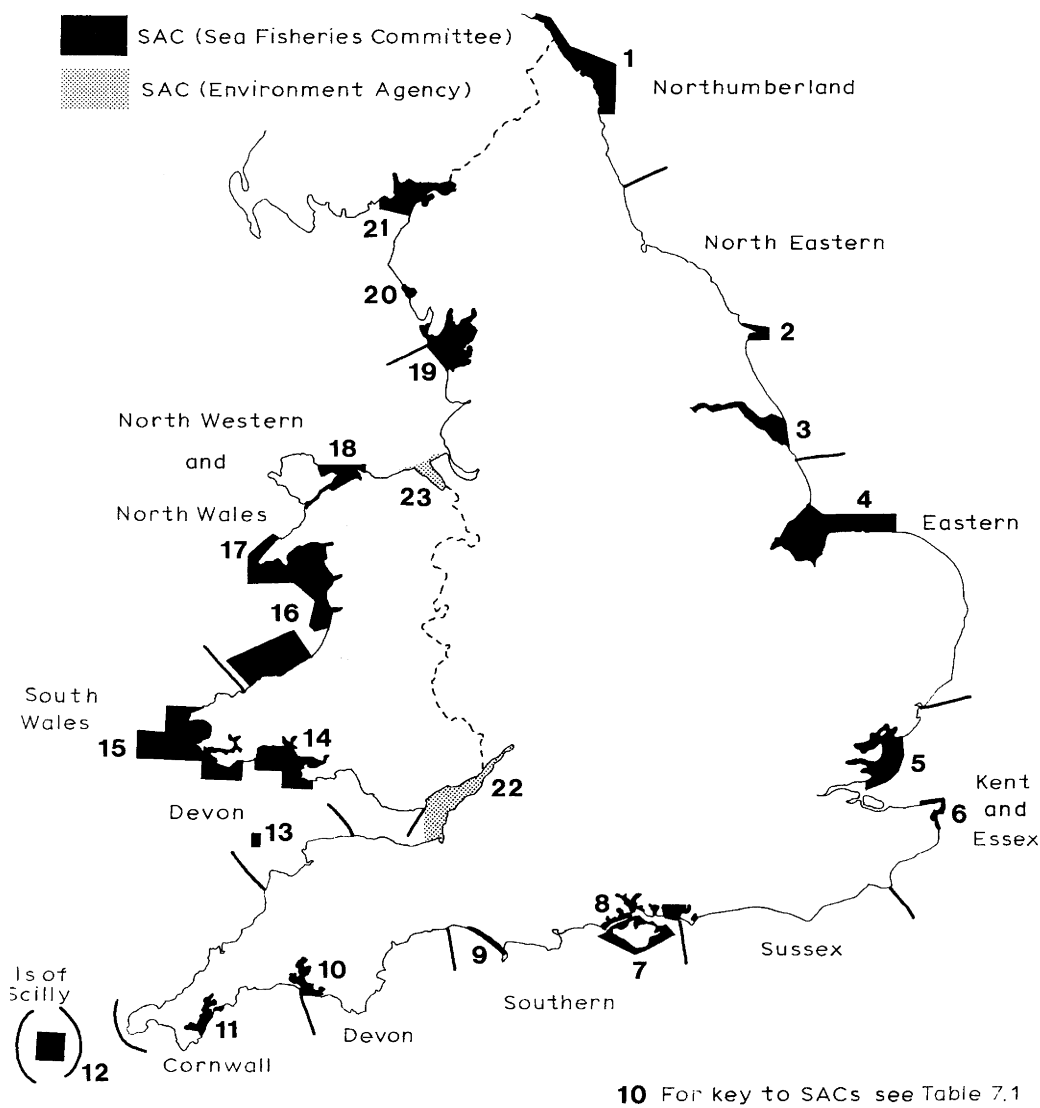 SAC (Sea Fisheries Committee)
SAC (Environment Agency)
1
Northumberland
21
North Eastern
20
2
19
3
North Western
and
North Wales
18
23
4
Eastern
17
16
South
Wales
15
14
5
22
Kent
and
Essex
6
Devon
13
8
7
Sussex
9
10
Southern
Is of
Scilly
11
Devon
12
Cornwall
10 For key to SACs see Table 7.1